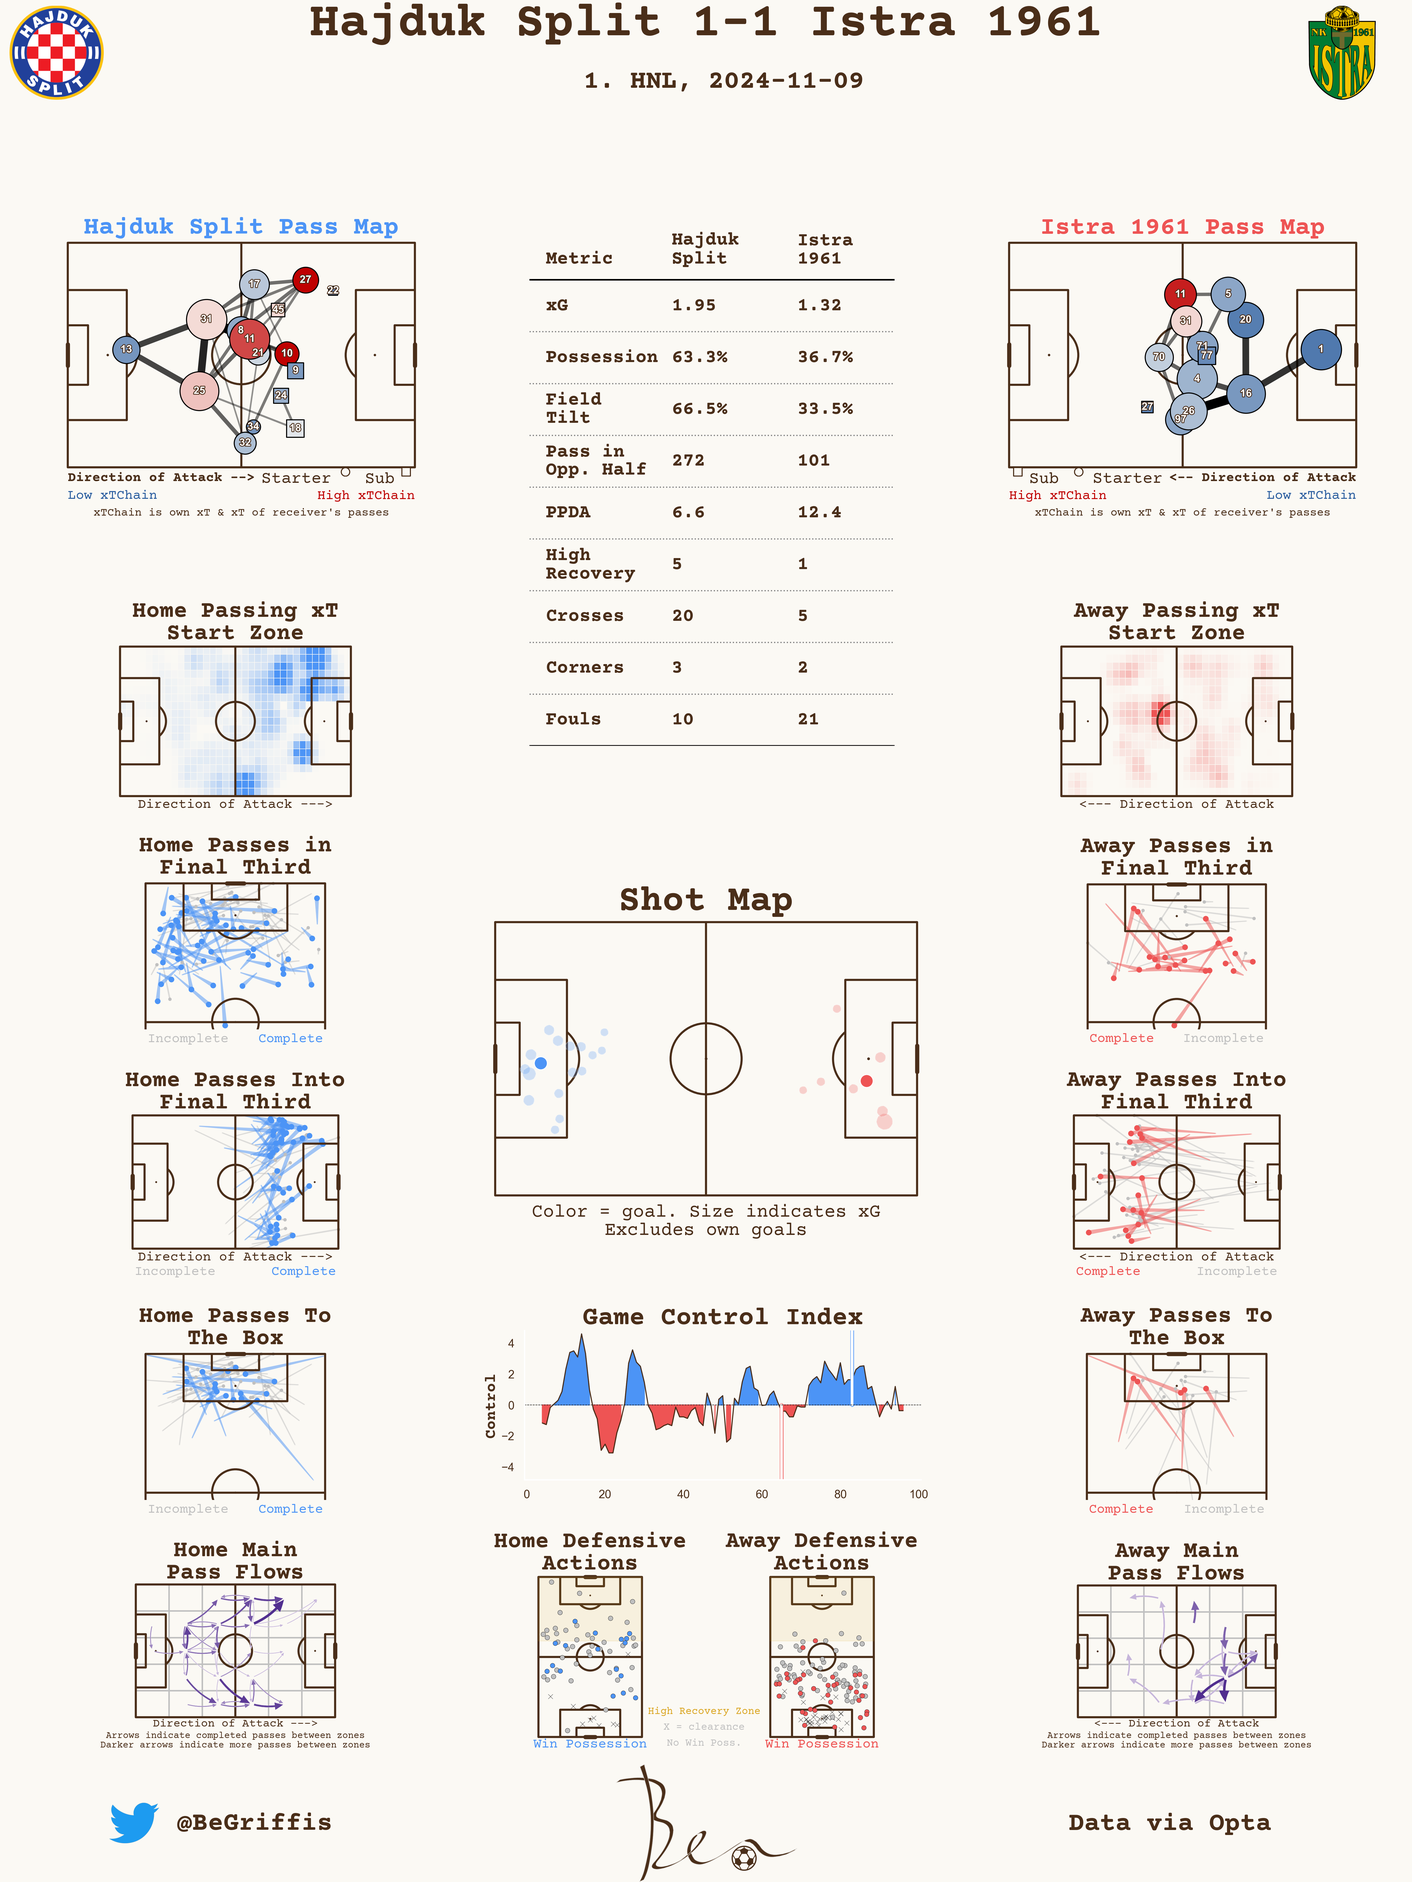 Hajduk Split 1-1 Istra 1961
1. HNL, 2024-11-09
HAJDUK
SPLIT
NK 1961
ISTRA
Hajduk Split Pass Map
17
27
22
45
31
8
11
13
21
10
9
25
24
34
18
32
Direction of Attack --> Starter Sub
Low xTChain High xTChain
xTChain is own xT & xT of receiver's passes
Metric Hajduk Split Istra 1961
xG 1.95 1.32
Possession 63.3% 36.7%
Field Tilt 66.5% 33.5%
Pass in Opp. Half 272 101
PPDA 6.6 12.4
High Recovery 5 1
Crosses 20 5
Corners 3 2
Fouls 10 21
Istra 1961 Pass Map
11
5
31
20
71
77
70
1
4
16
27
26
97
Sub Starter <-- Direction of Attack
High xTChain Low xTChain
xTChain is own xT & xT of receiver's passes
Home Passing xT
Start Zone
Direction of Attack --->
Away Passing xT
Start Zone
<--- Direction of Attack
Home Passes in
Final Third
Incomplete Complete
Shot Map
Color = goal. Size indicates xG
Excludes own goals
Away Passes in
Final Third
Complete Incomplete
Home Passes Into
Final Third
Direction of Attack --->
Incomplete Complete
Away Passes Into
Final Third
<--- Direction of Attack
Complete Incomplete
Home Passes To
The Box
Incomplete Complete
Game Control Index
Control
4
2
0
−2
−4
0 20 40 60 80 100
Away Passes To
The Box
Complete Incomplete
Home Main
Pass Flows
Direction of Attack --->
Arrows indicate completed passes between zones
Darker arrows indicate more passes between zones
Home Defensive
Actions
Win Possession
High Recovery Zone
X = clearance
No Win Poss.
Away Defensive
Actions
Win Possession
Away Main
Pass Flows
<--- Direction of Attack
Arrows indicate completed passes between zones
Darker arrows indicate more passes between zones
@BeGriffis
Ben
Data via Opta